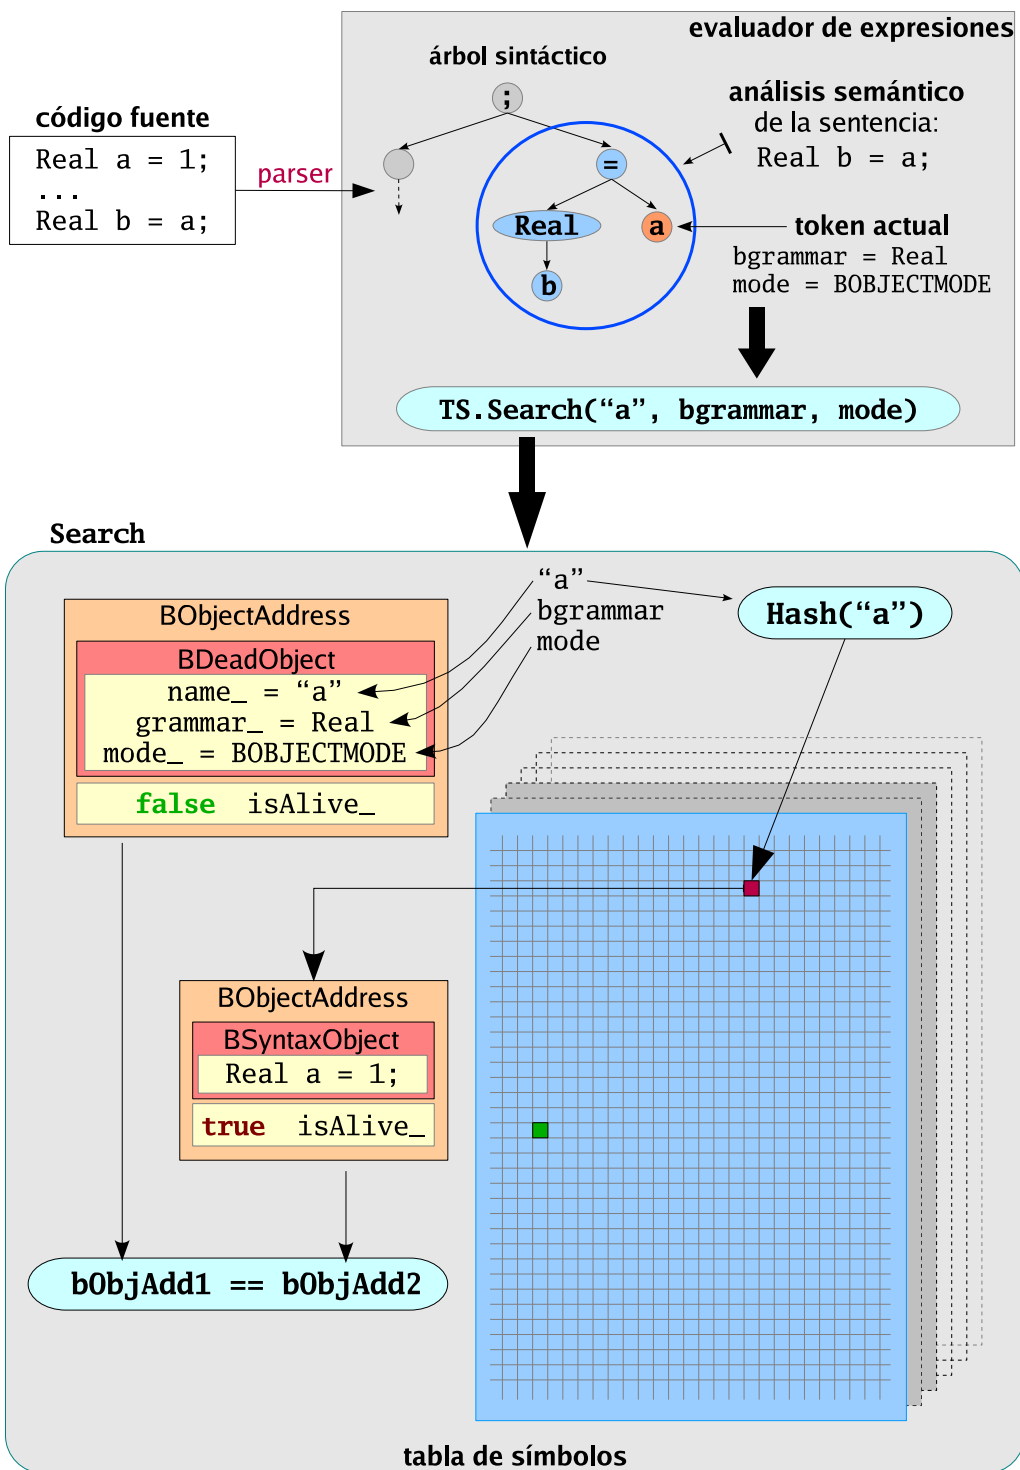 evaluador de expresiones
árbol sintáctico
;
análisis semántico
de la sentencia:
Real b = a;
código fuente
Real a = 1;
...
Real b = a;
parser
=
Real
a
b
token actual
bgrammar = Real
mode = BOBJECTMODE
TS.Search(“a”, bgrammar, mode)
Search
“a”
bgrammar
mode
Hash(“a”)
BObjectAddress
BDeadObject
name_ = “a”
grammar_ = Real
mode_ = BOBJECTMODE
false isAlive_
BObjectAddress
BSyntaxObject
Real a = 1;
true isAlive_
bObjAdd1 == bObjAdd2
tabla de símbolos